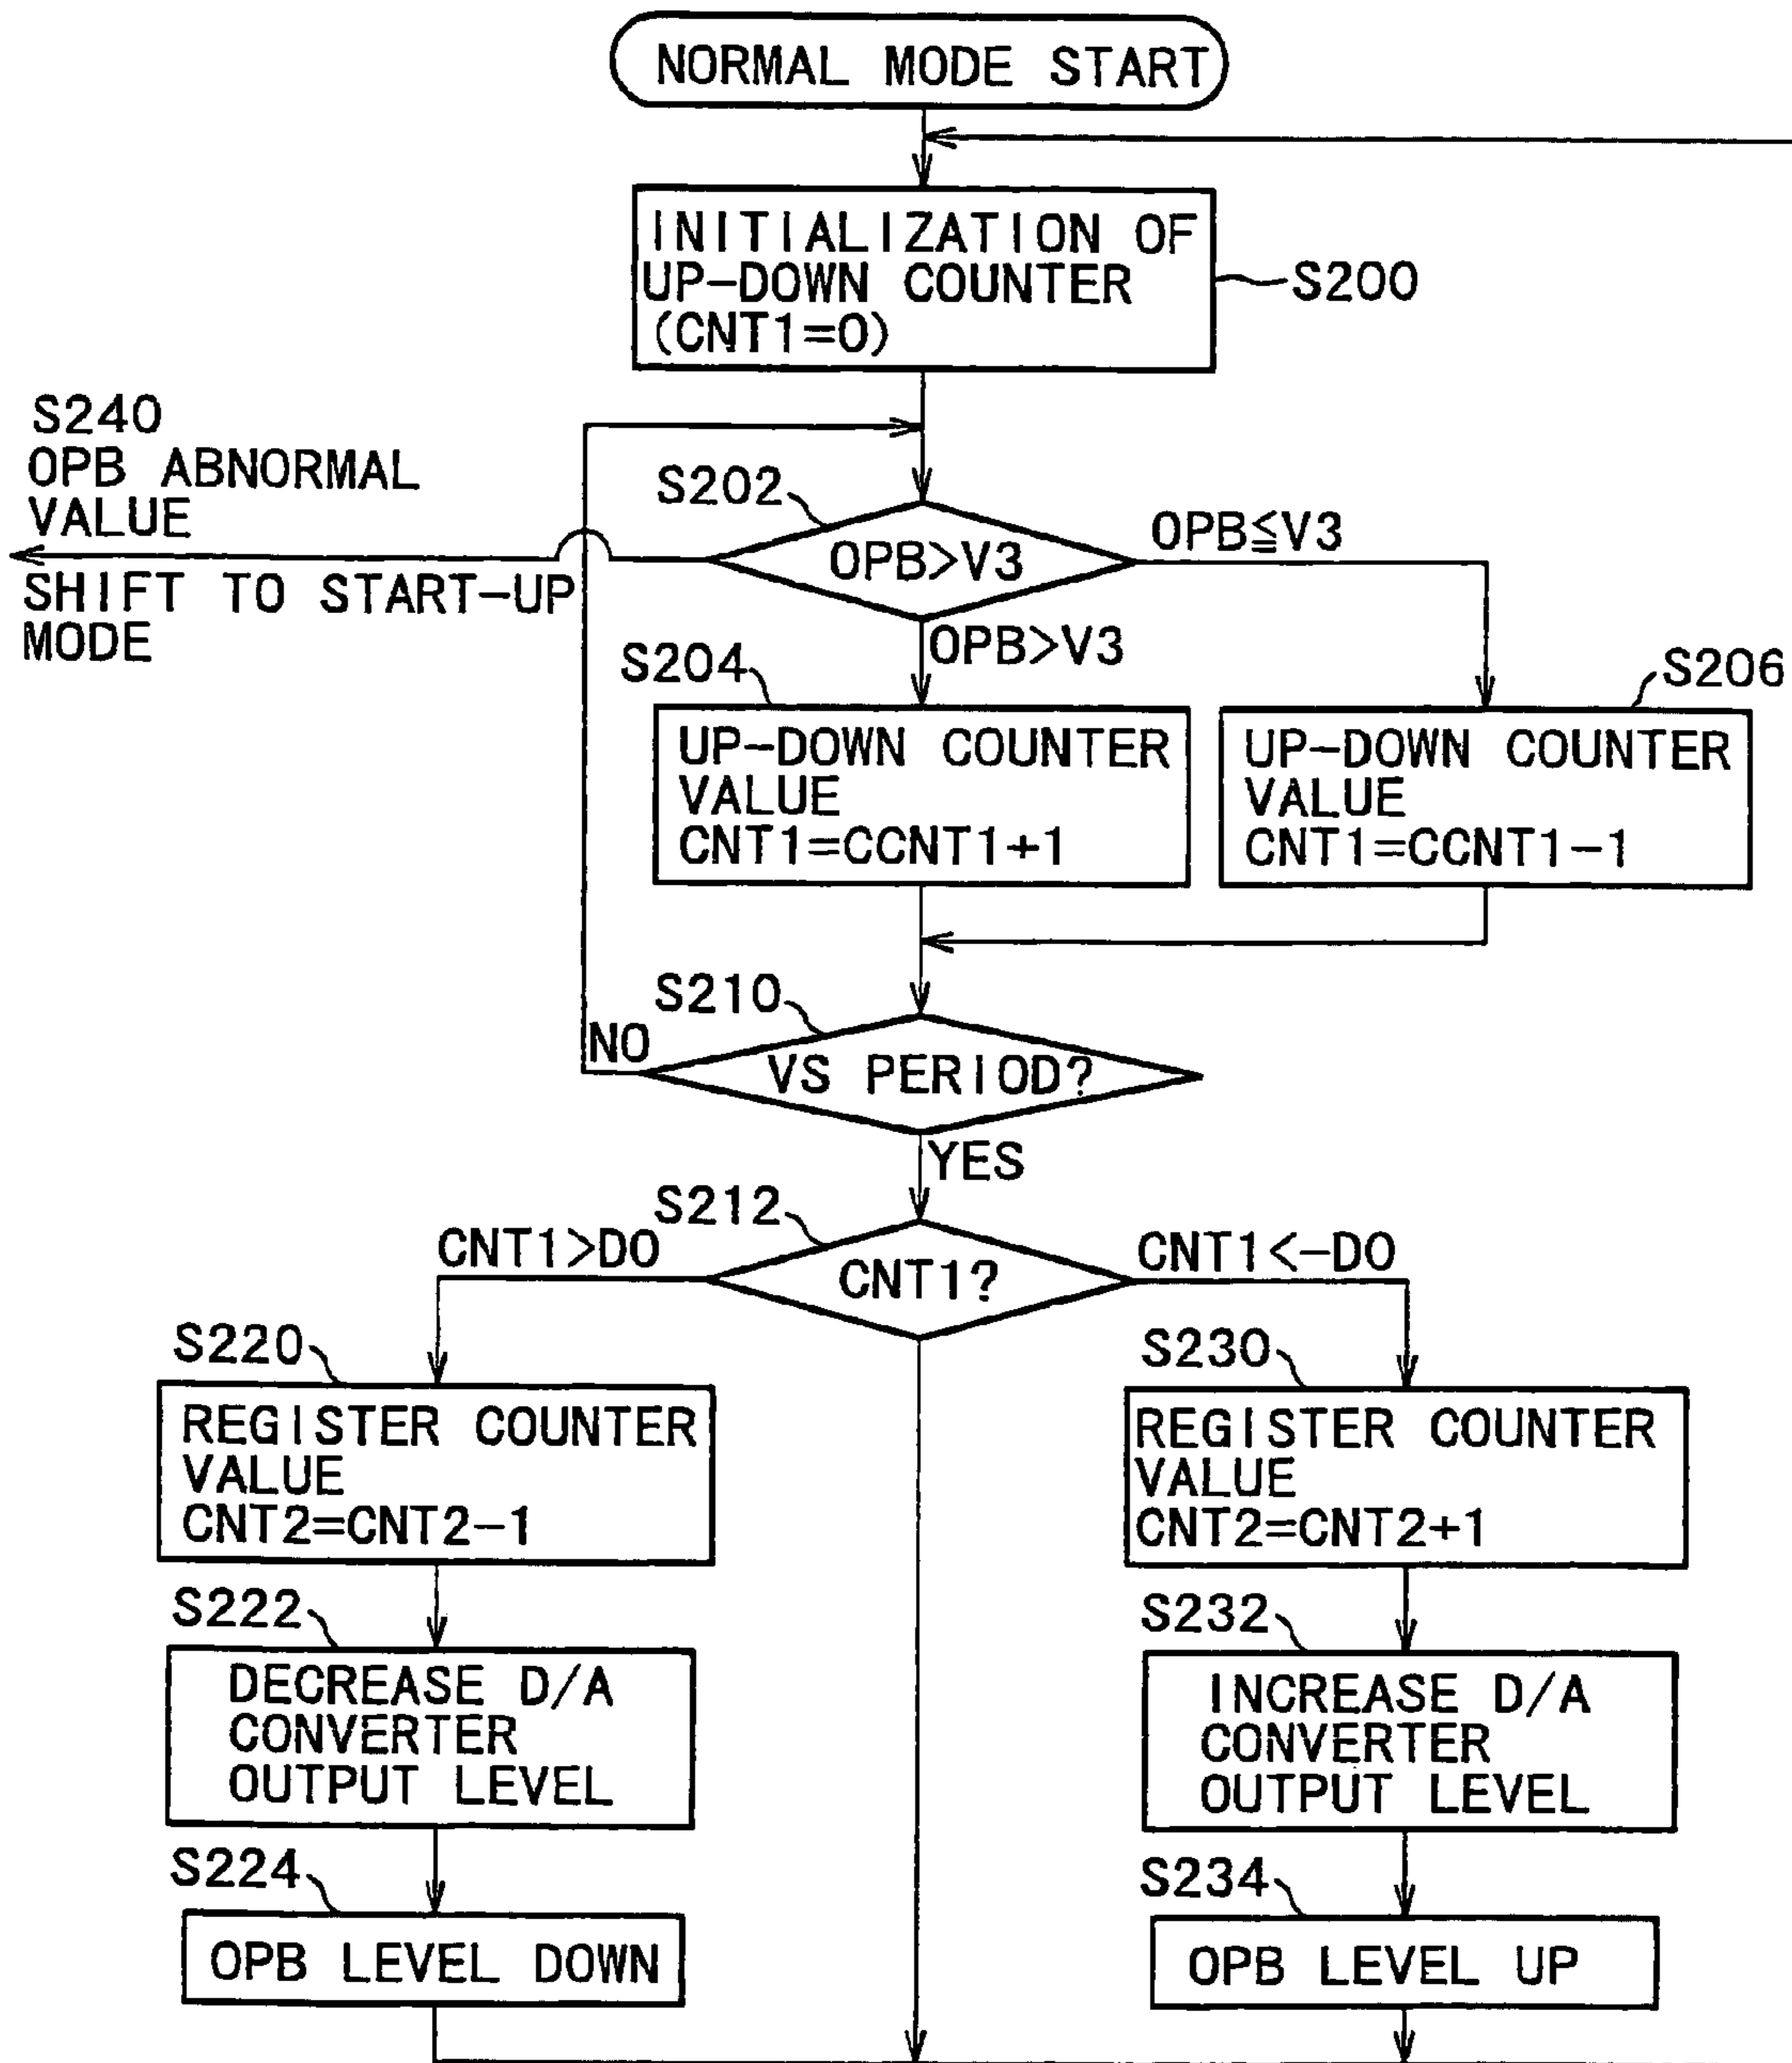 NORMAL MODE START
INITIALIZATION OF
UP-DOWN COUNTER
(CNT1=0)
S200
S240
OPB ABNORMAL
VALUE
SHIFT TO START-UP
MODE
S202
OPB>V3
OPB≦V3
OPB>V3
S204
UP-DOWN COUNTER
VALUE
CNT1=CCNT1+1
S206
UP-DOWN COUNTER
VALUE
CNT1=CCNT1-1
S210
NO
VS PERIOD?
YES
S212
CNT1>D0
CNT1?
CNT1<-D0
S220
REGISTER COUNTER
VALUE
CNT2=CNT2-1
S230
REGISTER COUNTER
VALUE
CNT2=CNT2+1
S222
DECREASE D/A
CONVERTER
OUTPUT LEVEL
S232
INCREASE D/A
CONVERTER
OUTPUT LEVEL
S224
OPB LEVEL DOWN
S234
OPB LEVEL UP